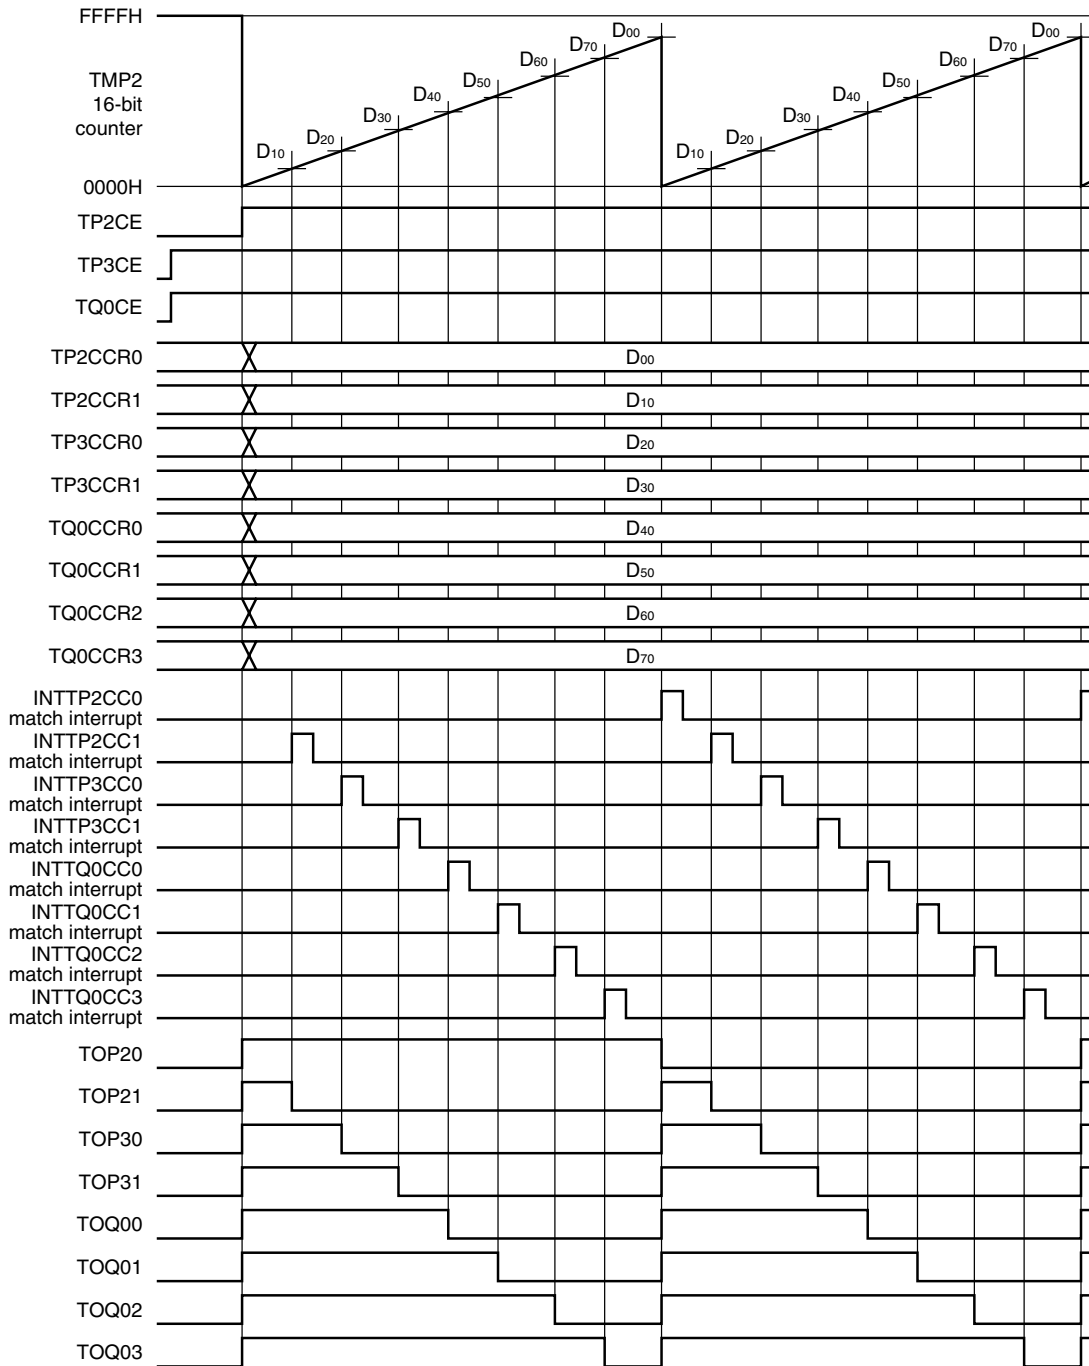 FFFFH
TMP2
16-bit
counter
0000H
D10
D20
D30
D40
D50
D60
D70
D00
D10
D20
D30
D40
D50
D60
D70
D00
TP2CE
TP3CE
TQ0CE
TP2CCR0 D00
TP2CCR1 D10
TP3CCR0 D20
TP3CCR1 D30
TQ0CCR0 D40
TQ0CCR1 D50
TQ0CCR2 D60
TQ0CCR3 D70
INTTP2CC0
match interrupt
INTTP2CC1
match interrupt
INTTP3CC0
match interrupt
INTTP3CC1
match interrupt
INTTQ0CC0
match interrupt
INTTQ0CC1
match interrupt
INTTQ0CC2
match interrupt
INTTQ0CC3
match interrupt
TOP20
TOP21
TOP30
TOP31
TOQ00
TOQ01
TOQ02
TOQ03